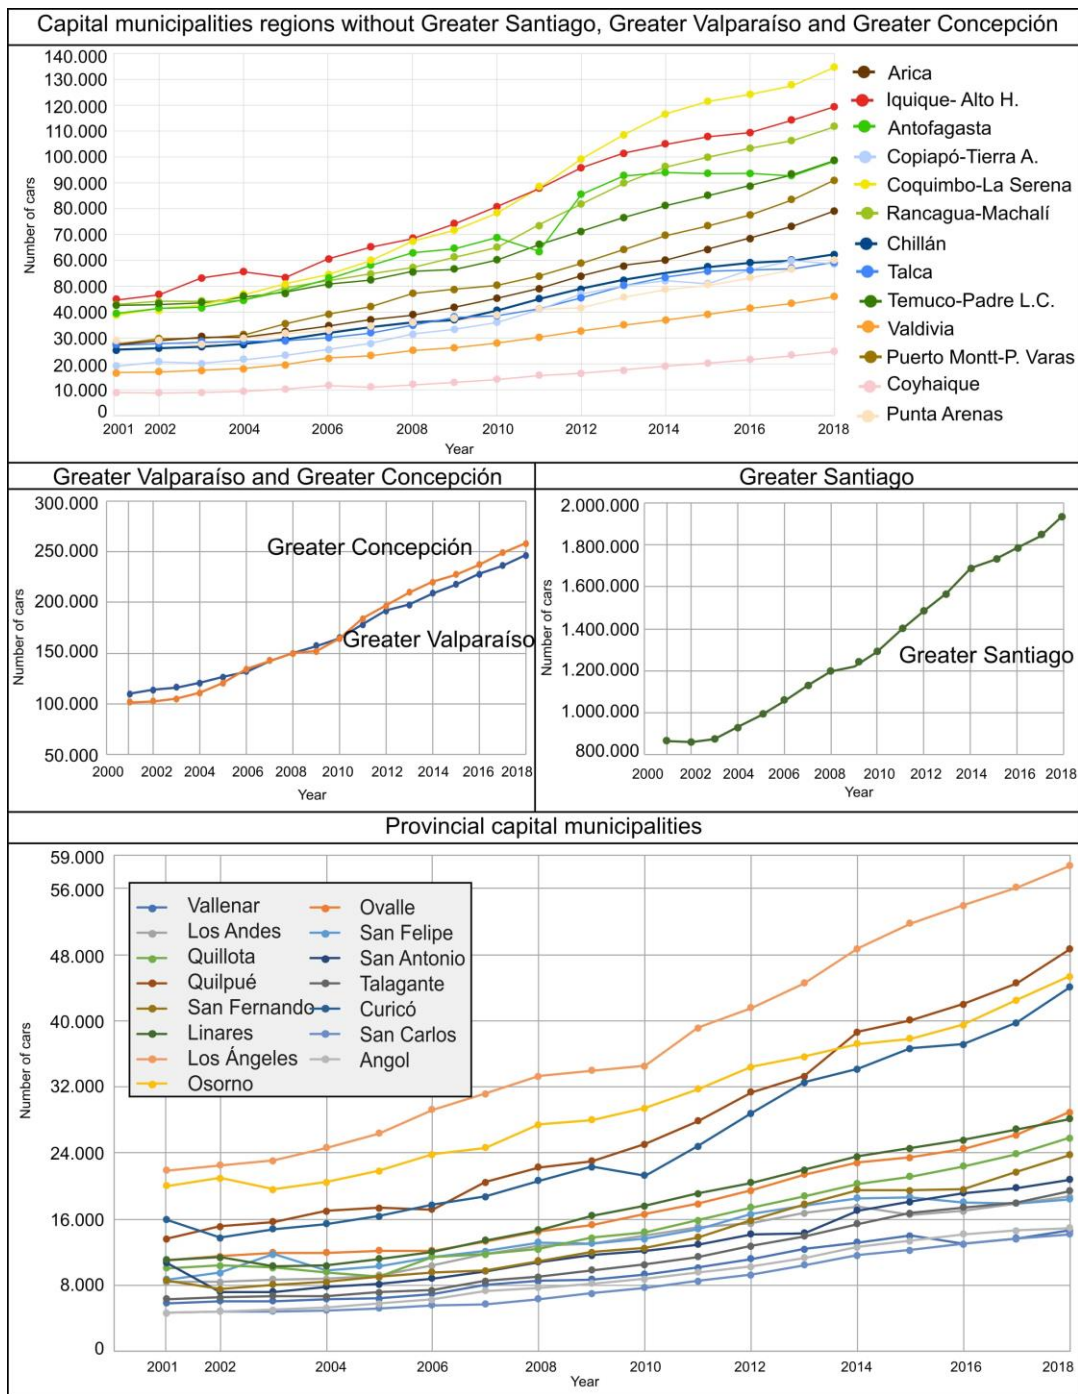 Capital municipalities regions without Greater Santiago, Greater Valparaíso and Greater Concepción
140.000
130.000
120.000
110.000
100.000
90.000
80.000
70.000
60.000
80.000
40.000
30.000
20.000
10.000
0
Number of cars
2001
2002
2004
2006
2008
2010
2012
2014
2016
2018
Year
Arica
Iquique- Alto H.
Antofagasta
Copiapó-Tierra A.
Coquimbo-La Serena
Rancagua-Machalí
Chillán
Talca
Temuco-Padre L.C.
Valdivia
Puerto Montt-P. Varas
Coyhaique
Punta Arenas
Greater Valparaíso and Greater Concepción
300.000
250.000
200.000
150.000
100.000
50.000
Number of cars
Greater Concepción
Greater Valparaíso
2000
2002
2004
2006
2008
2010
2012
2014
2016
2018
Year
Greater Santiago
2.000.000
1.800.000
1.600.000
1.400.000
1.200.000
1.000.000
800.000
Number of cars
Greater Santiago
2000
2002
2004
2006
2008
2010
2012
2014
2016
2018
Year
Provincial capital municipalities
59.000
56.000
48.000
40.000
32.000
24.000
16.000
8.000
0
Number of cars
Vallenar
Los Andes
Quillota
Quilpué
San Fernando
Linares
Los Ángeles
Osorno
Ovalle
San Felipe
San Antonio
Talagante
Curicó
San Carlos
Angol
2001
2002
2004
2006
2008
2010
2012
2014
2016
2018
Year